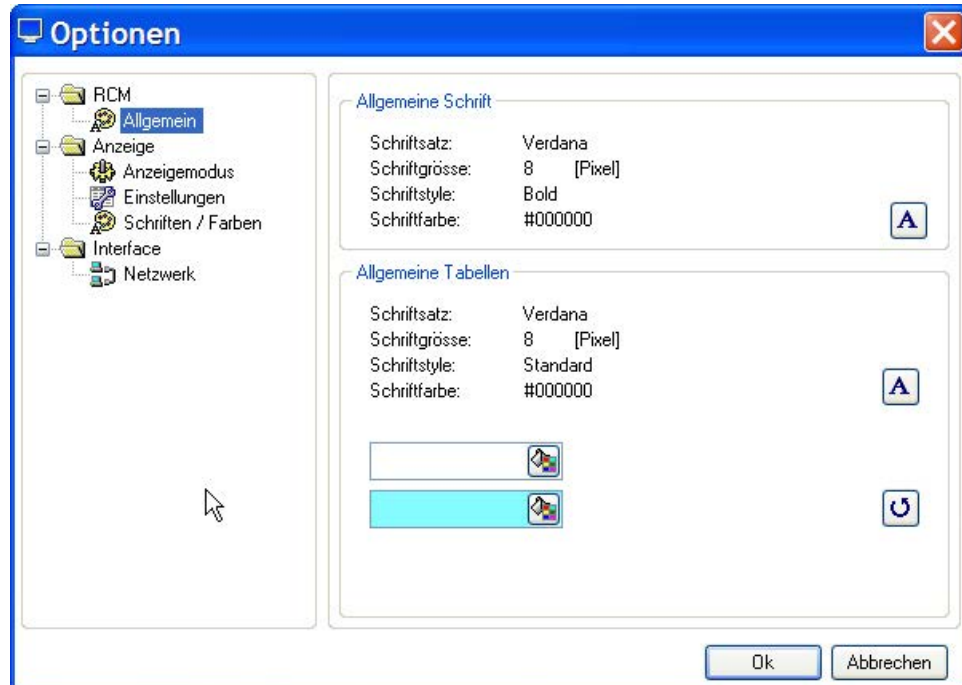 Optionen
RCM
Allgemein
Anzeige
Anzeigemodus
Einstellungen
Schriften / Farben
Interface
Netzwerk
Allgemeine Schrift
Schriftsatz: Verdana
Schriftgrösse: 8 [Pixel]
Schriftstyle: Bold
Schriftfarbe: #000000
A
Allgemeine Tabellen
Schriftsatz: Verdana
Schriftgrösse: 8 [Pixel]
Schriftstyle: Standard
Schriftfarbe: #000000
A
Ok
Abbrechen